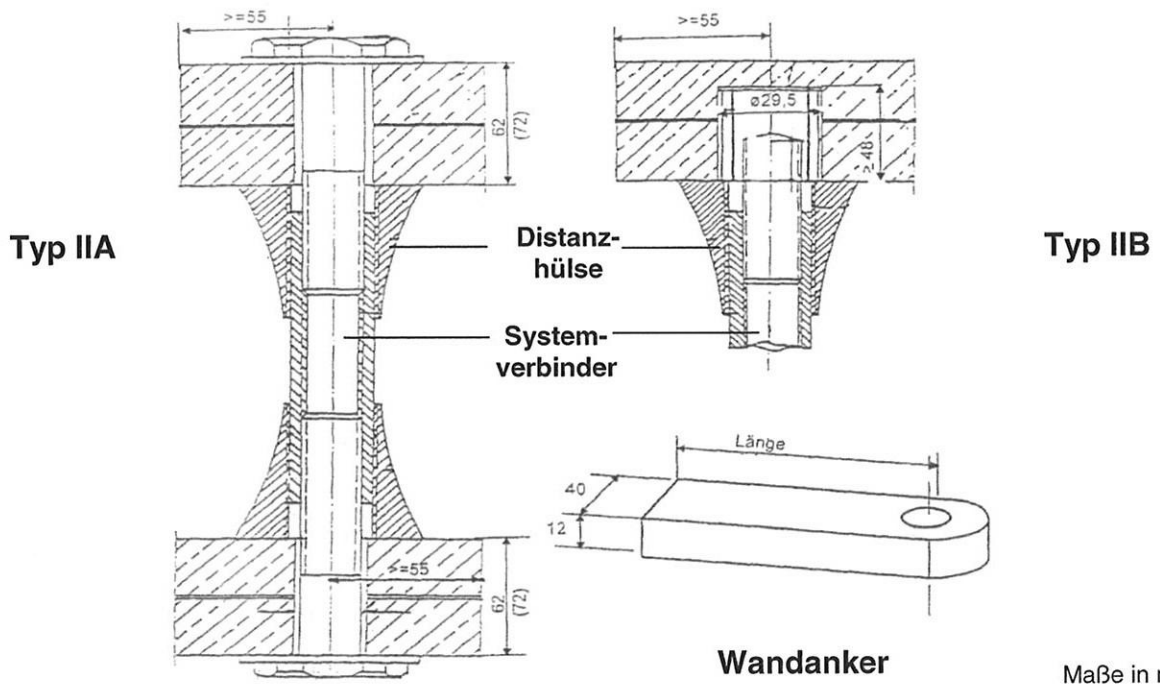 >=55
>=55
62
(72)
ø29,5
≥48
Typ IIA
Distanz-
hülse
Typ IIB
System-
verbinder
Länge
40
12
>=55
62
(72)
Wandanker
Maße in